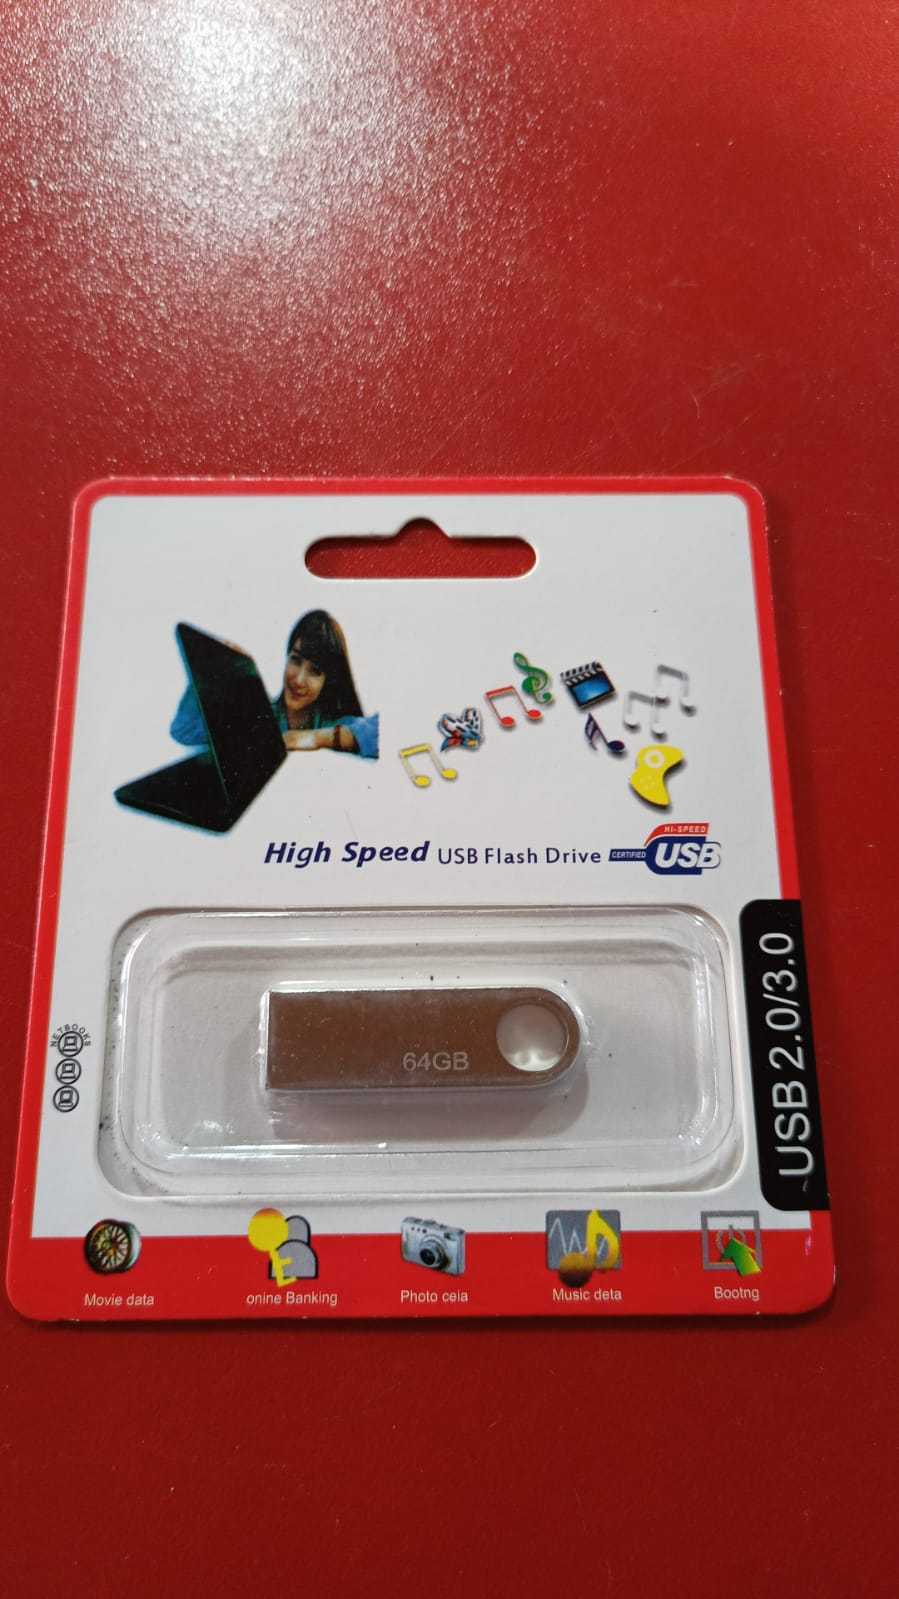 High Speed USB Flash Drive
HI-SPEED
CERTIFIED USB
64GB
NETBOOKS
USB 2.0/3.0
Movie data
onine Banking
Photo ceia
Music deta
Bootng